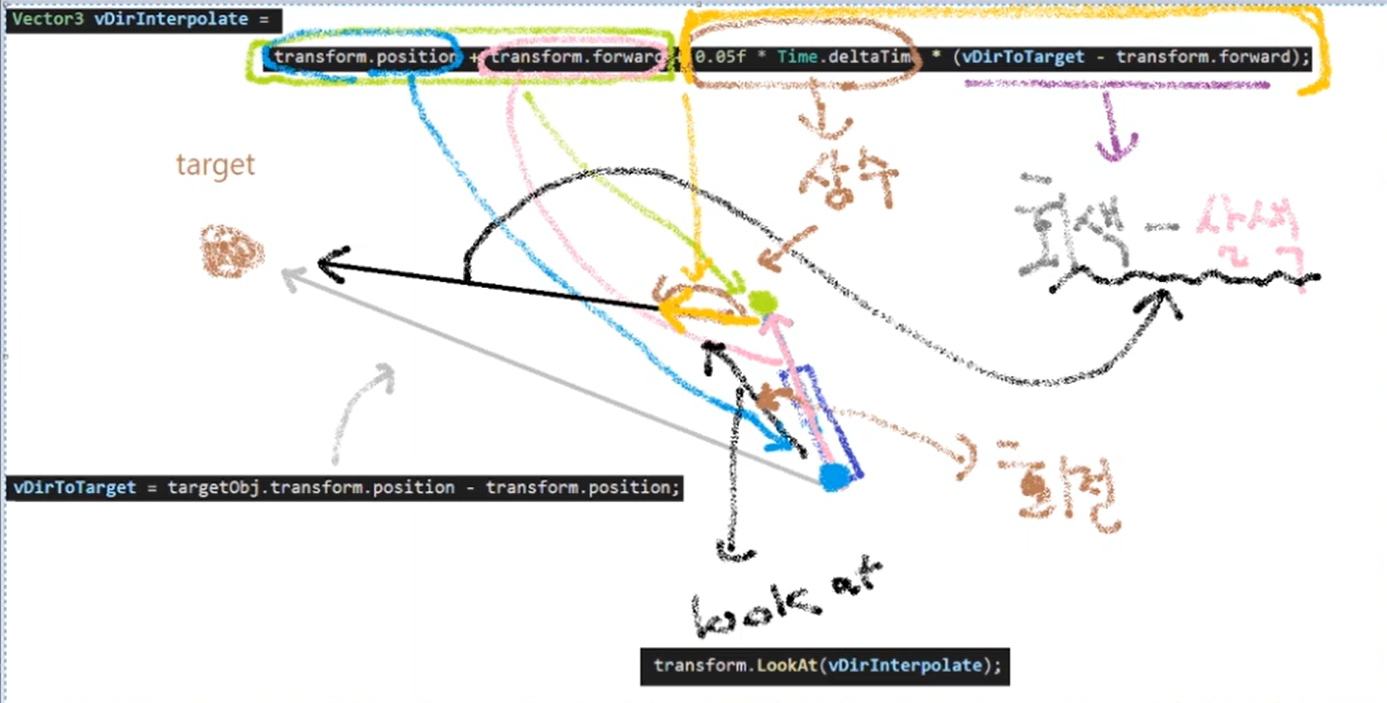 Vector3 vDirInterpolate =
transform.position + transform.forward + 0.05f * Time.deltaTime * (vDirToTarget - transform.forward);
target
상수
회색 - 살색
vDirToTarget = targetObj.transform.position - transform.position;
회전
look at
transform.LookAt(vDirInterpolate);